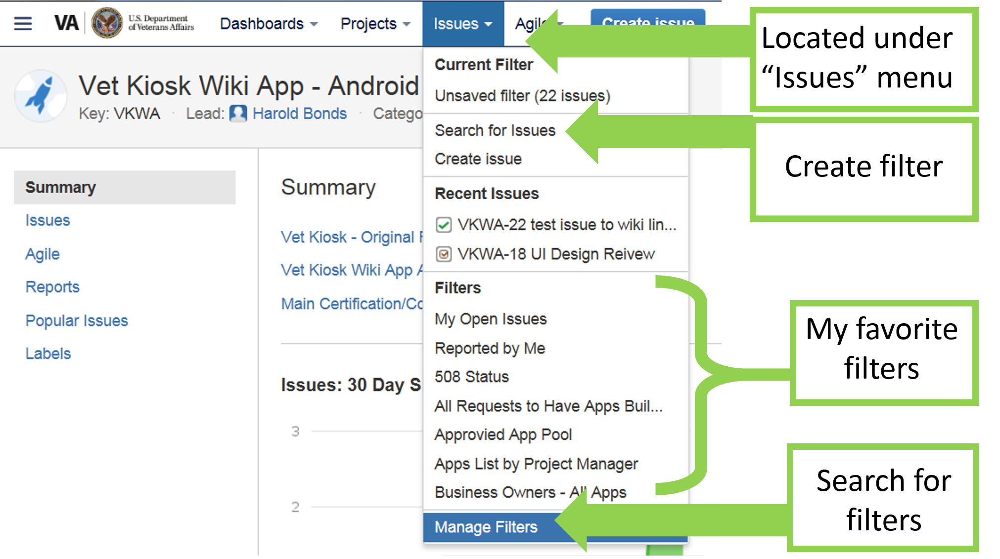 VA
U.S. Department
of Veterans Affairs
Dashboards
Projects
Issues
Agile
Create issue
Located under
“Issues” menu
Vet Kiosk Wiki App - Android
Key: VKWA · Lead: Harold Bonds · Catego
Current Filter
Unsaved filter (22 issues)
Search for Issues
Create issue
Create filter
Recent Issues
VKWA-22 test issue to wiki lin...
VKWA-18 UI Design Reivew
Filters
My Open Issues
Reported by Me
508 Status
All Requests to Have Apps Buil...
Approvied App Pool
Apps List by Project Manager
Business Owners - All Apps
Manage Filters
My favorite
filters
Search for
filters
Summary
Issues
Agile
Reports
Popular Issues
Labels
Summary
Vet Kiosk - Original
Vet Kiosk Wiki App
Main Certification/Co
Issues: 30 Day S
3
2